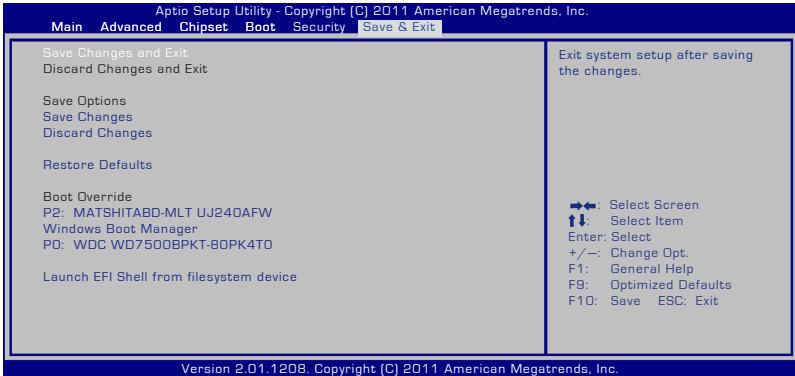 Aptio Setup Utility - Copyright (C) 2011 American Megatrends, Inc.
Main Advanced Chipset Boot Security Save & Exit
Save Changes and Exit
Discard Changes and Exit
Save Options
Save Changes
Discard Changes
Restore Defaults
Boot Override
P2: MATSHITABD-MLT UJ240AFW
Windows Boot Manager
P0: WDC WD7500BPKT-80PK4T0
Launch EFI Shell from filesystem device
Exit system setup after saving
the changes.
→←: Select Screen
↑↓: Select Item
Enter: Select
+/—: Change Opt.
F1: General Help
F9: Optimized Defaults
F10: Save ESC: Exit
Version 2.01.1208. Copyright (C) 2011 American Megatrends, Inc.